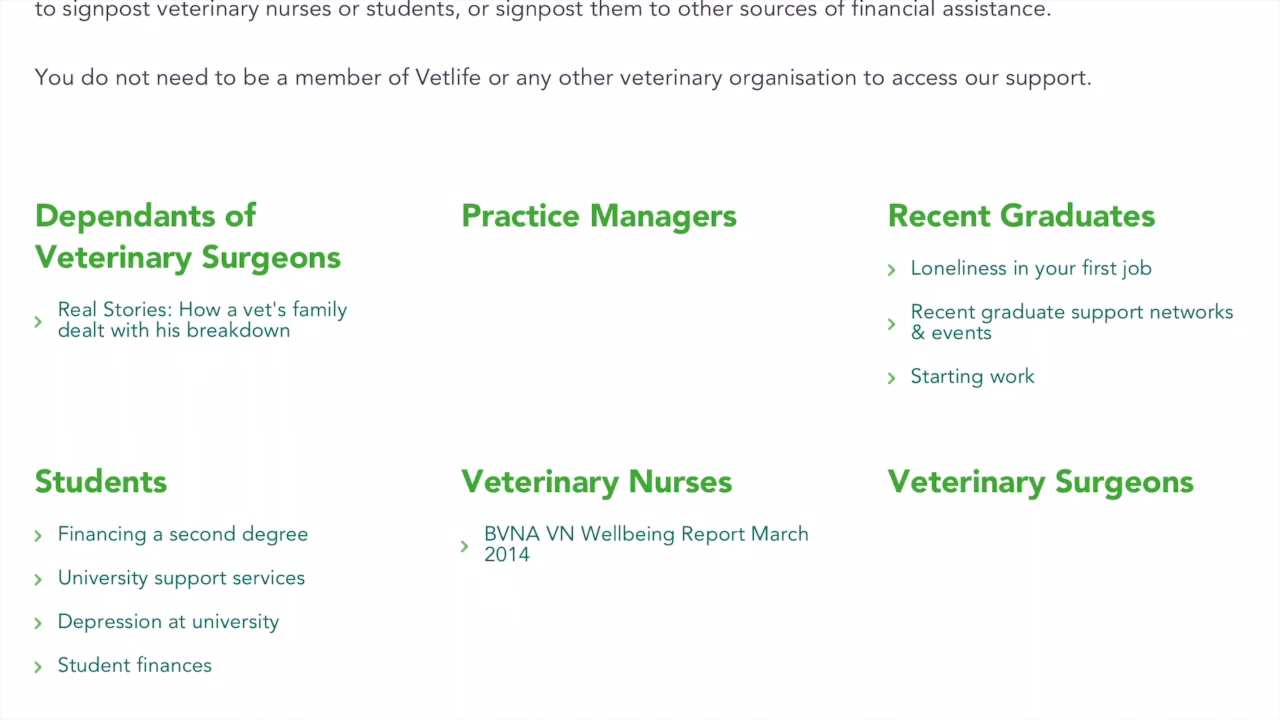 to signpost veterinary nurses or students, or signpost them to other sources of financial assistance.
You do not need to be a member of Vetlife or any other veterinary organisation to access our support.
Dependants of
Veterinary Surgeons
Real Stories: How a vet's family
dealt with his breakdown
Practice Managers
Recent Graduates
Loneliness in your first job
Recent graduate support networks
& events
Starting work
Students
Financing a second degree
University support services
Depression at university
Student finances
Veterinary Nurses
BVNA VN Wellbeing Report March
2014
Veterinary Surgeons